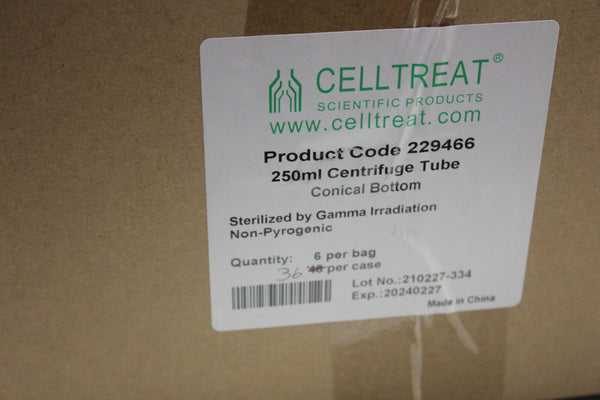 CELLTREAT®
SCIENTIFIC PRODUCTS
www.celltreat.com
Product Code 229466
250ml Centrifuge Tube
Conical Bottom
Sterilized by Gamma Irradiation
Non-Pyrogenic
Quantity: 6 per bag
36 48 per case
Lot No.:210227-334
Exp.:20240227
Made in China